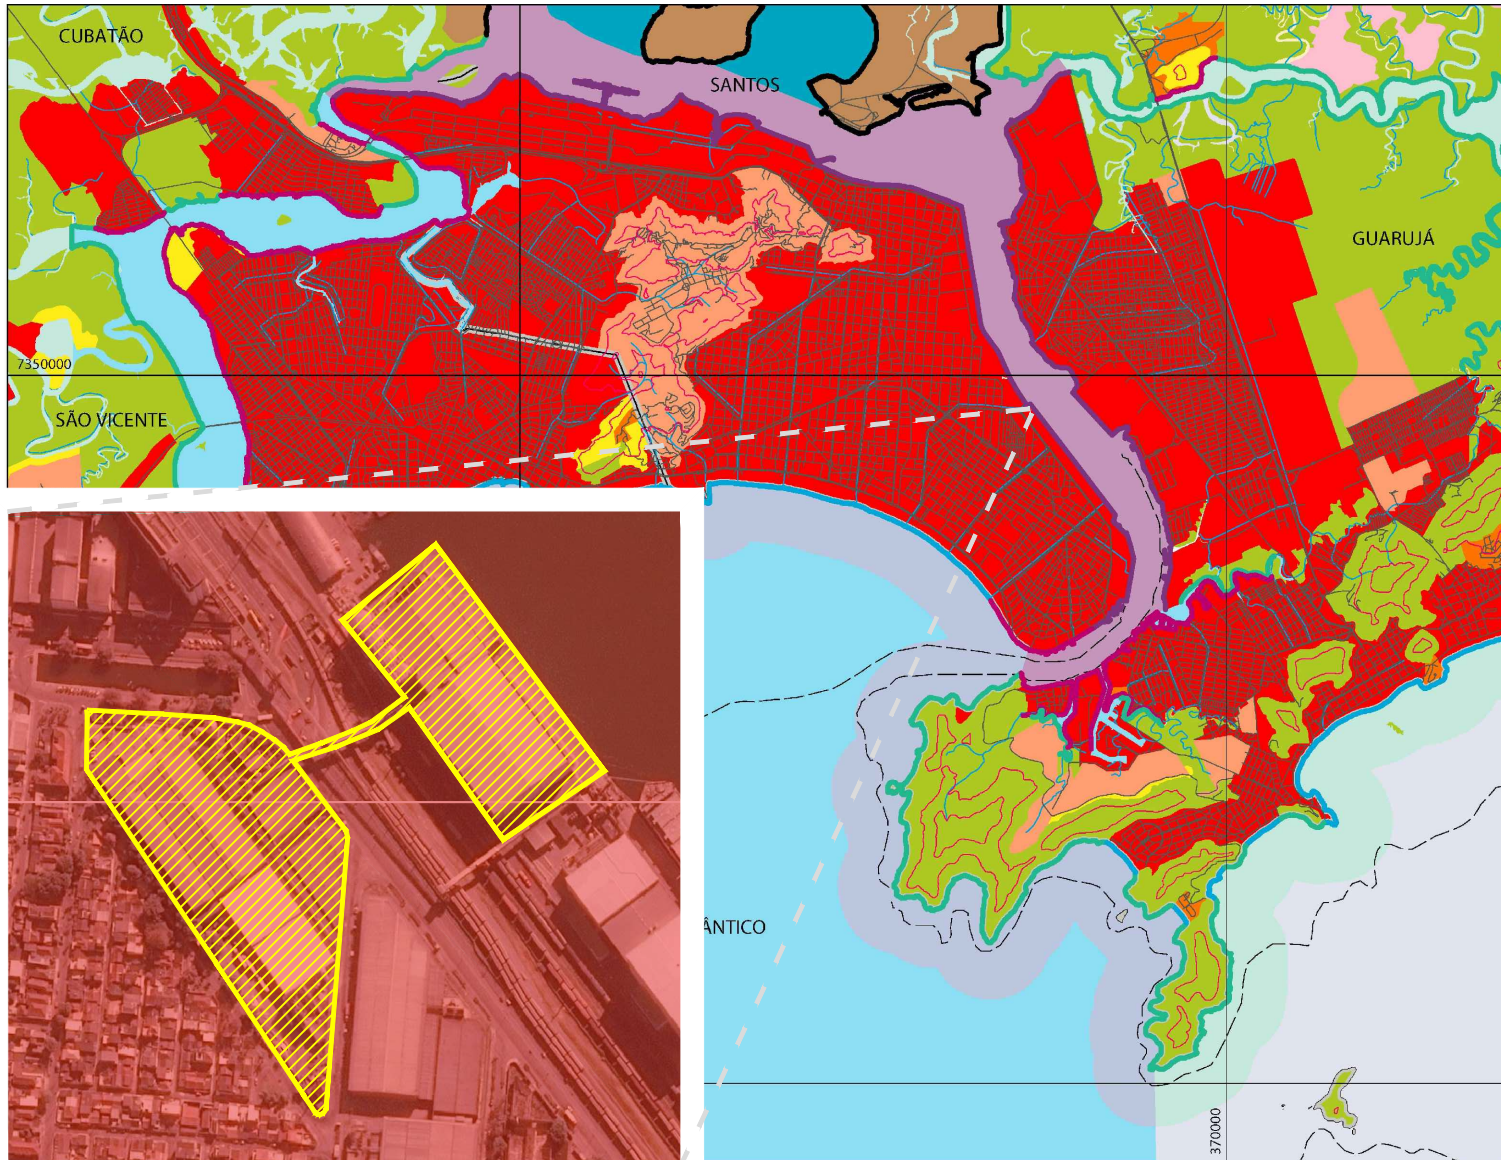 CUBATÃO
SANTOS
GUARUJÁ
7350000
SÃO VICENTE
ÂNTICO
370000